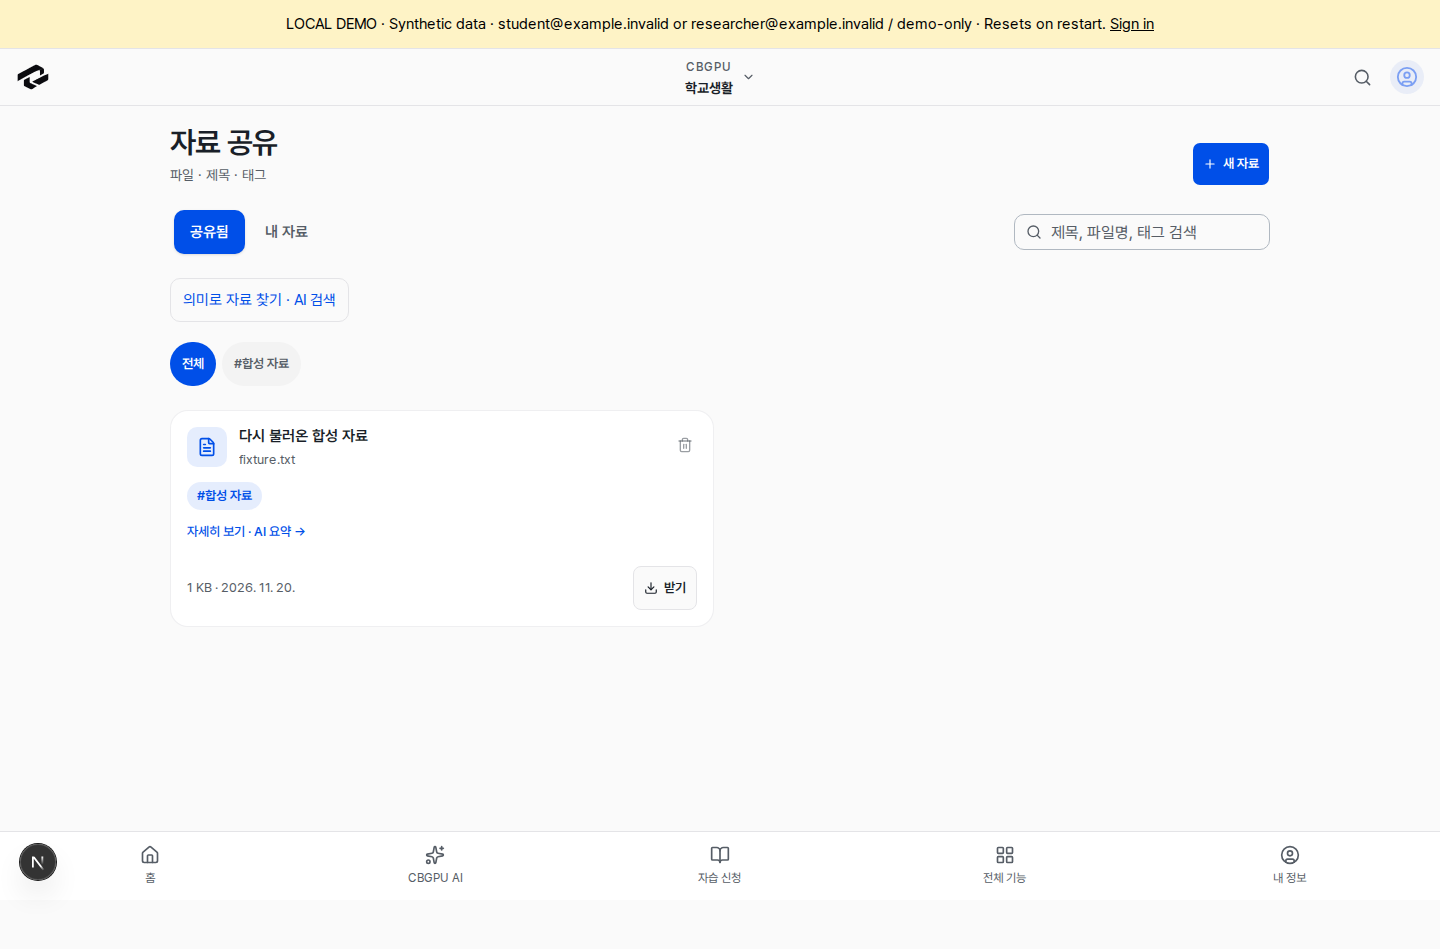 LOCAL DEMO · Synthetic data · student@example.invalid or researcher@example.invalid / demo-only · Resets on restart. Sign in
CBGPU
학교생활
자료 공유
파일 · 제목 · 태그
새 자료
공유됨
내 자료
제목, 파일명, 태그 검색
의미로 자료 찾기 · AI 검색
전체
#합성 자료
다시 불러온 합성 자료
fixture.txt
#합성 자료
자세히 보기 · AI 요약 →
1 KB · 2026. 11. 20.
받기
N
홈
CBGPU AI
자습 신청
전체 기능
내 정보